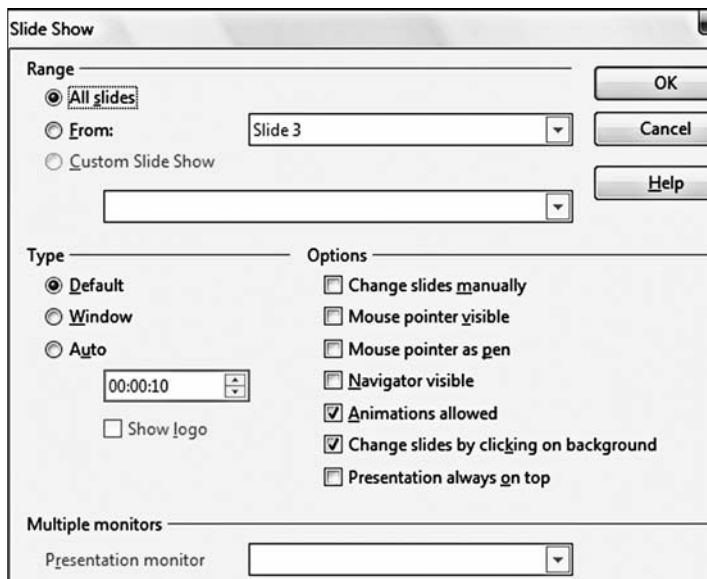 Slide Show
Range
All slides
OK
From:
Slide 3
Cancel
Custom Slide Show
Help
Type
Options
Default
Change slides manually
Window
Mouse pointer visible
Auto
Mouse pointer as pen
00:00:10
Navigator visible
Show logo
Animations allowed
Change slides by clicking on background
Presentation always on top
Multiple monitors
Presentation monitor